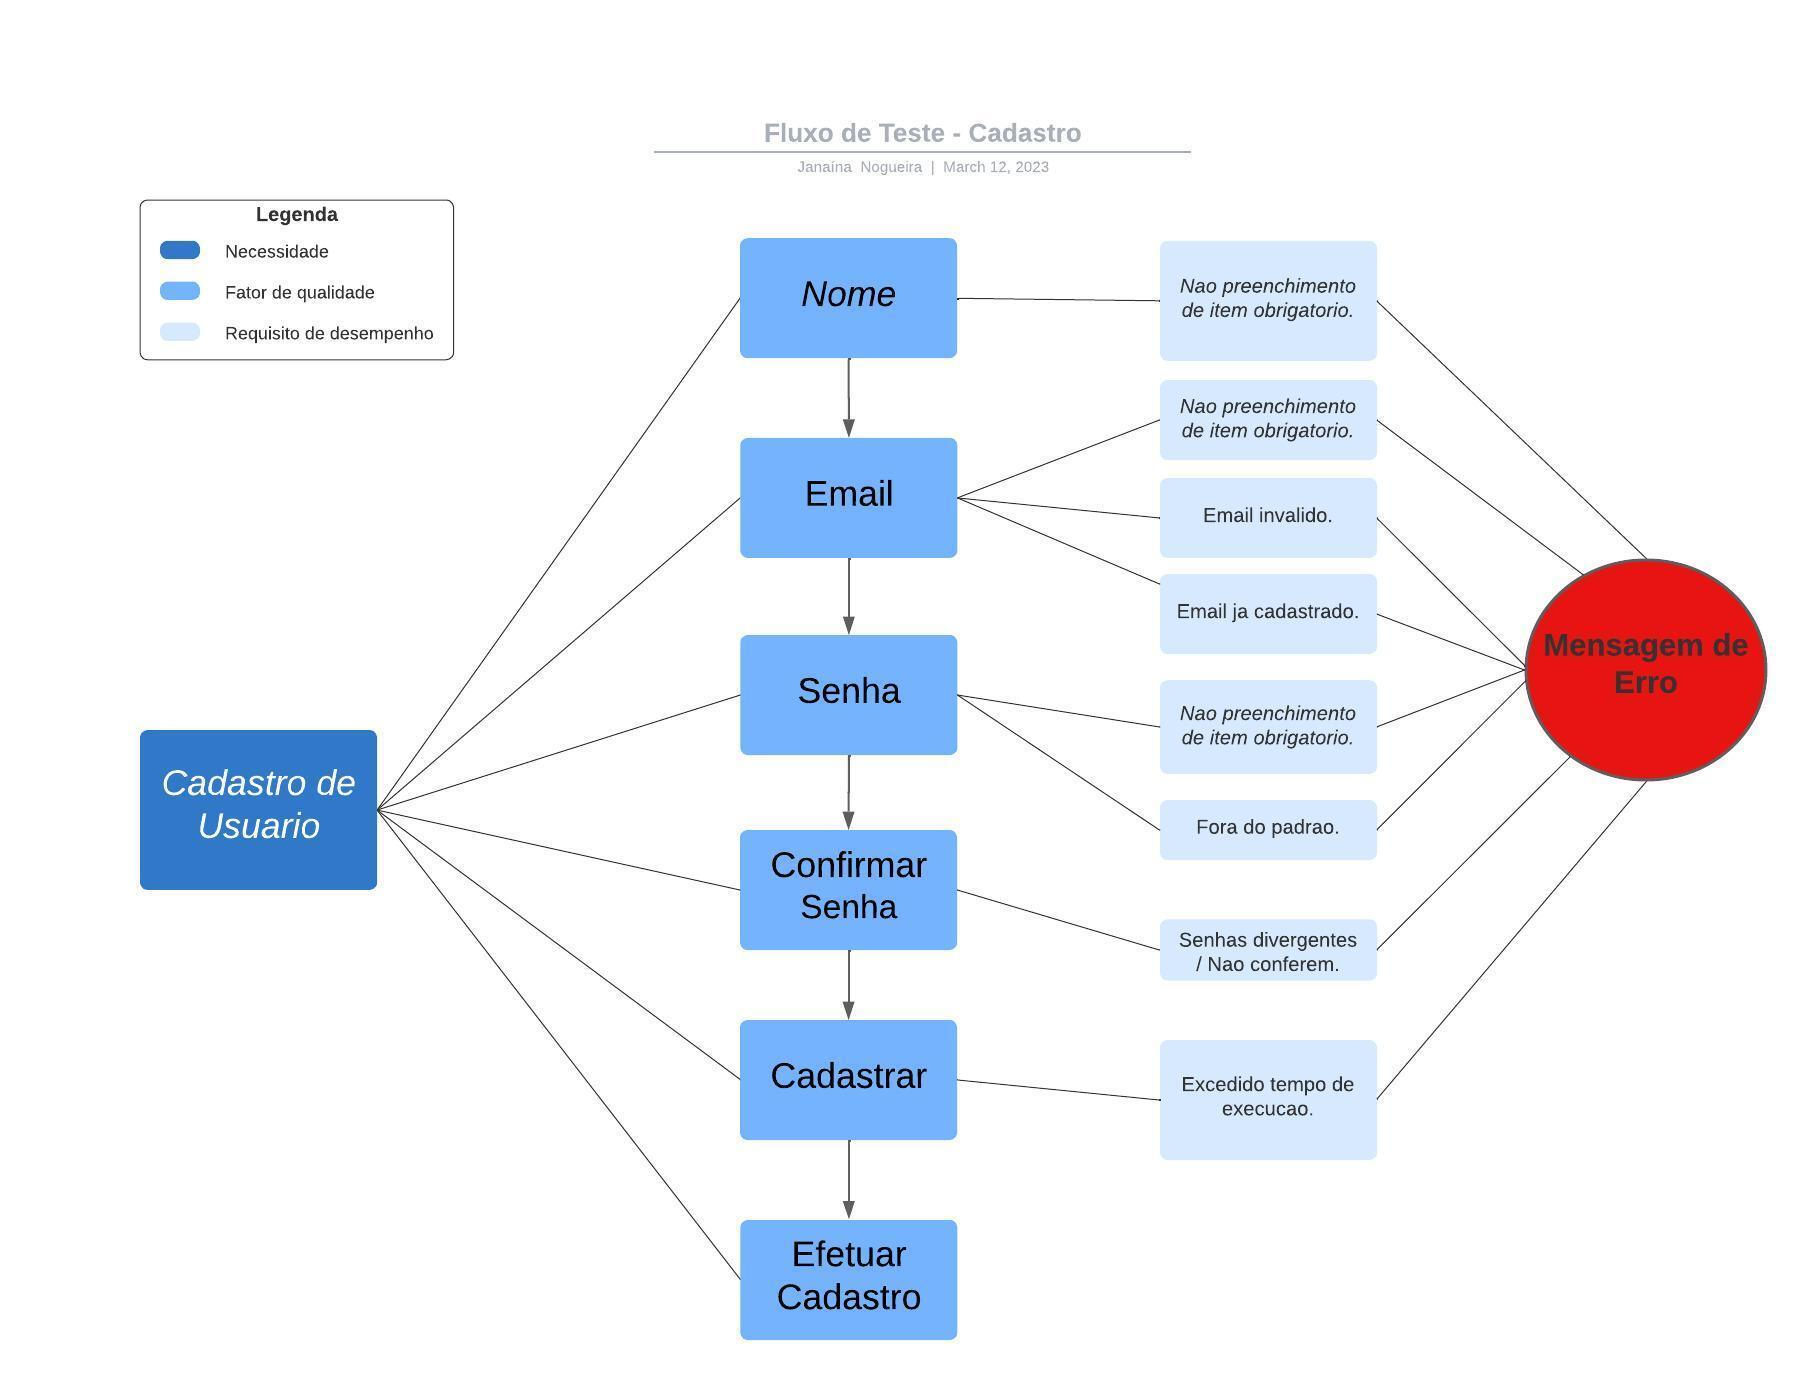 Fluxo de Teste - Cadastro
Janaína Nogueira | March 12, 2023
Legenda
Necessidade
Fator de qualidade
Requisito de desempenho
Nome
Nao preenchimento
de item obrigatorio.
Nao preenchimento
de item obrigatorio.
Email
Email invalido.
Email ja cadastrado.
Mensagem de
Erro
Senha
Nao preenchimento
de item obrigatorio.
Cadastro de
Usuario
Fora do padrao.
Confirmar
Senha
Senhas divergentes
/ Nao conferem.
Cadastrar
Excedido tempo de
execucao.
Efetuar
Cadastro